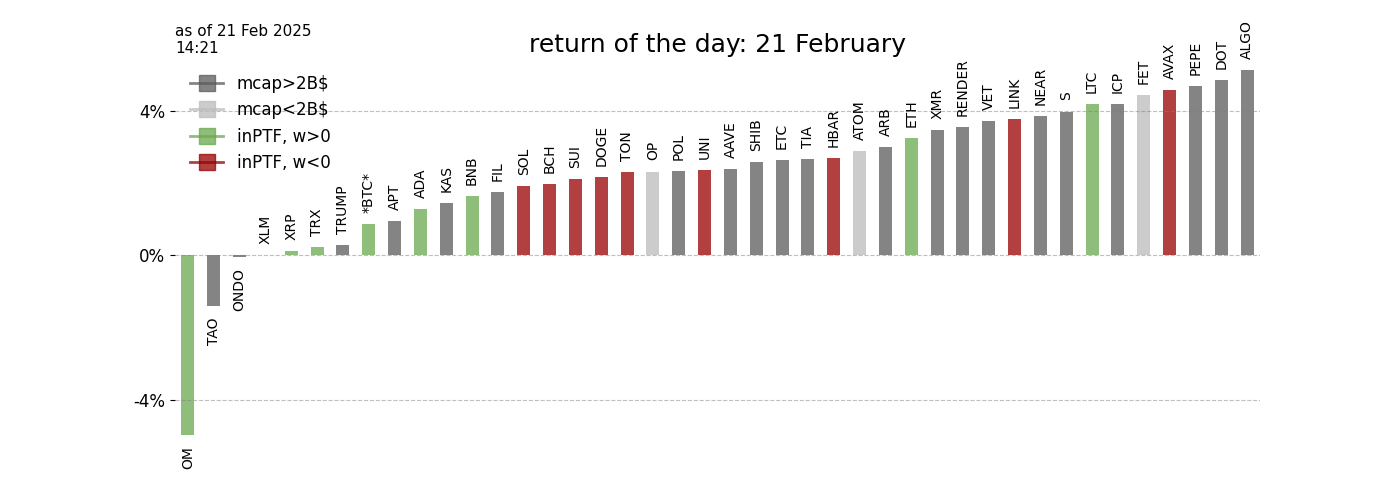 as of 21 Feb 2025
14:21
return of the day: 21 February
mcap>2B$
mcap<2B$
inPTF, w>0
inPTF, w<0
4%
0%
-4%
OM
TAO
ONDO
XLM
XRP
TRX
TRUMP
*BTC*
APT
ADA
KAS
BNB
FIL
SOL
BCH
SUI
DOGE
TON
OP
POL
UNI
AAVE
SHIB
ETC
TIA
HBAR
ATOM
ARB
ETH
XMR
RENDER
VET
LINK
NEAR
S
LTC
ICP
FET
AVAX
PEPE
DOT
ALGO